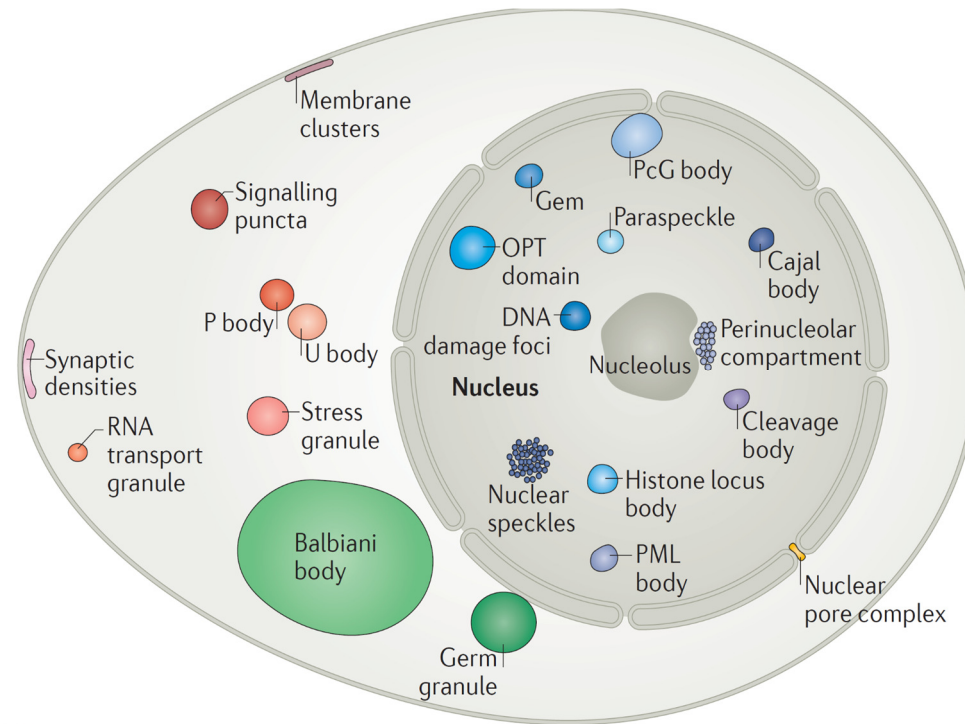 Membrane
clusters
Signalling
puncta
P body
U body
Synaptic
densities
RNA
transport
granule
Stress
granule
Balbiani
body
Germ
granule
PcG body
Gem
Paraspeckle
OPT
domain
Cajal
body
DNA
damage foci
Nucleolus
Perinucleolar
compartment
Nucleus
Cleavage
body
Nuclear
speckles
Histone locus
body
PML
body
Nuclear
pore complex